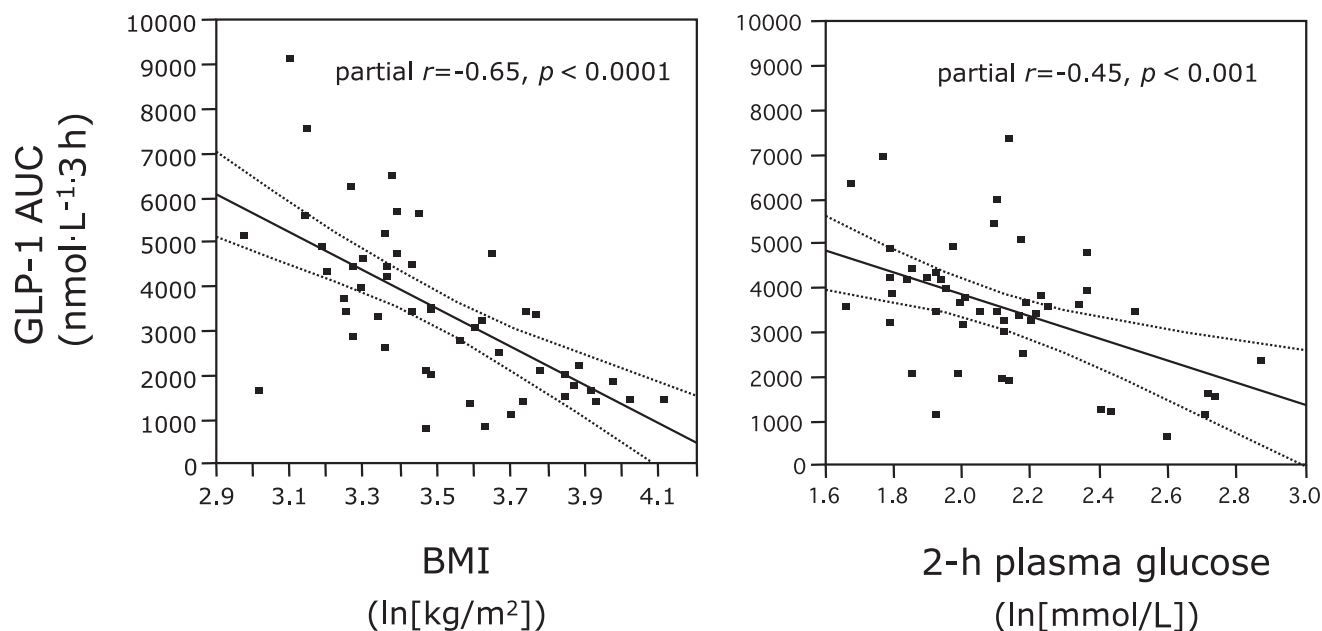 GLP-1 AUC
(nmol·L⁻¹·3h)
10000
9000
8000
7000
6000
5000
4000
3000
2000
1000
0
partial r=-0.65, p < 0.0001
2.9 3.1 3.3 3.5 3.7 3.9 4.1
BMI
(ln[kg/m²])
10000
9000
8000
7000
6000
5000
4000
3000
2000
1000
0
partial r=-0.45, p < 0.001
1.6 1.8 2.0 2.2 2.4 2.6 2.8 3.0
2-h plasma glucose
(ln[mmol/L])